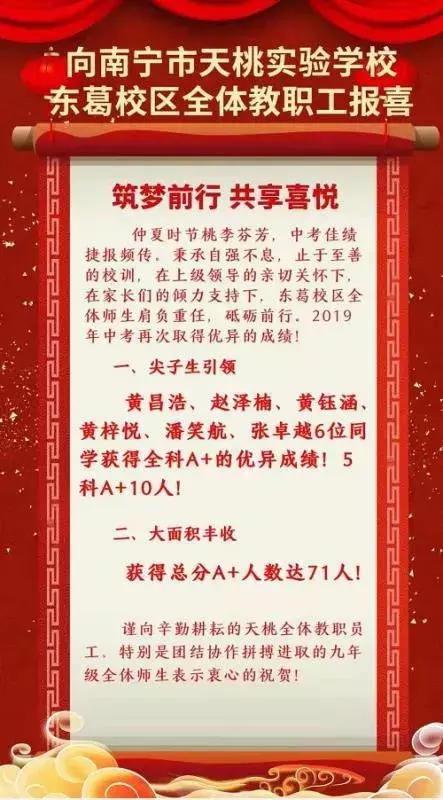 向南宁市天桃实验学校
东葛校区全体教职工报喜
筑梦前行 共享喜悦
仲夏时节桃李芬芳，中考佳绩
捷报频传。秉承自强不息，止于至善
的校训，在上级领导的亲切关怀下，
在家长们的倾力支持下，东葛校区全
体师生肩负重任，砥砺前行。2019
年中考再次取得优异的成绩！
一、尖子生引领
黄昌浩、赵泽楠、黄钰涵、
黄梓悦、潘笑航、张卓越6位同
学获得全科A+的优异成绩！5
科A+10人！
二、大面积丰收
获得总分A+人数达71人！
谨向辛勤耕耘的天桃全体教职员
工，特别是团结协作拼搏进取的九年
级全体师生表示衷心的祝贺！